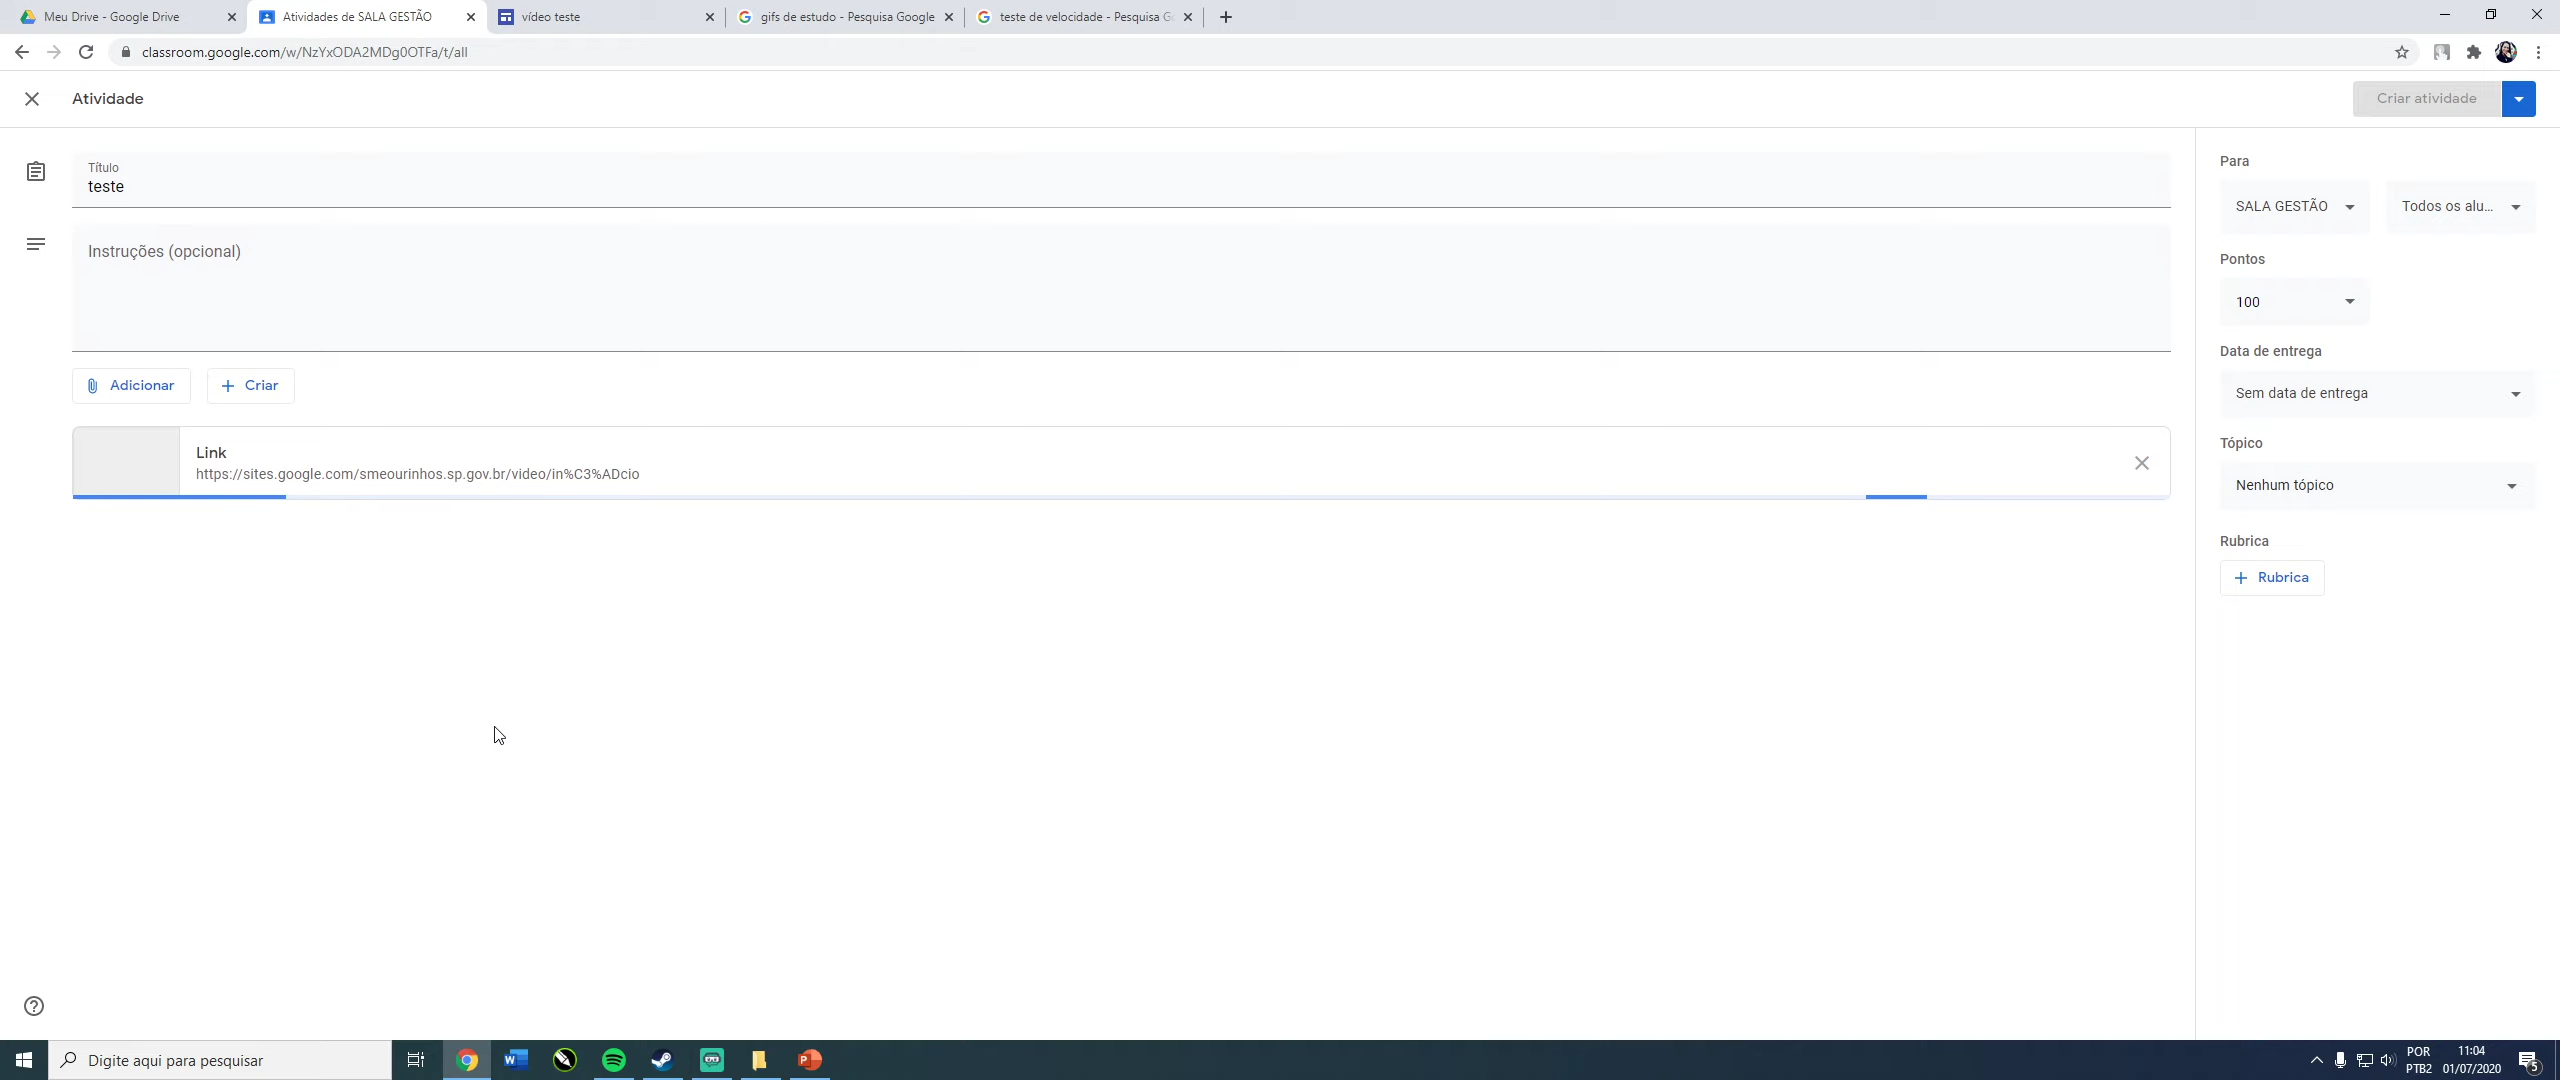 Meu Drive - Google Drive
Atividades de SALA GESTÃO
vídeo teste
gifs de estudo - Pesquisa Google
teste de velocidade - Pesquisa G
classroom.google.com/w/NzYxODA2MDg0OTFa/t/all
Atividade
Criar atividade
Título
teste
Instruções (opcional)
Adicionar
Criar
Link
https://sites.google.com/smeourinhos.sp.gov.br/video/in%C3%ADcio
Para
SALA GESTÃO
Todos os alu...
Pontos
100
Data de entrega
Sem data de entrega
Tópico
Nenhum tópico
Rubrica
Rubrica
Digite aqui para pesquisar
POR
PTB2
11:04
01/07/2020
5